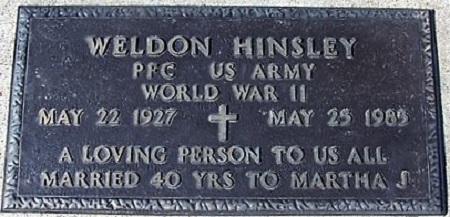 WELDON HINSLEY
PFC US ARMY
WORLD WAR II
MAY 22 1927 MAY 25 1985
A LOVING PERSON TO US ALL
MARRIED 40 YRS TO MARTHA J